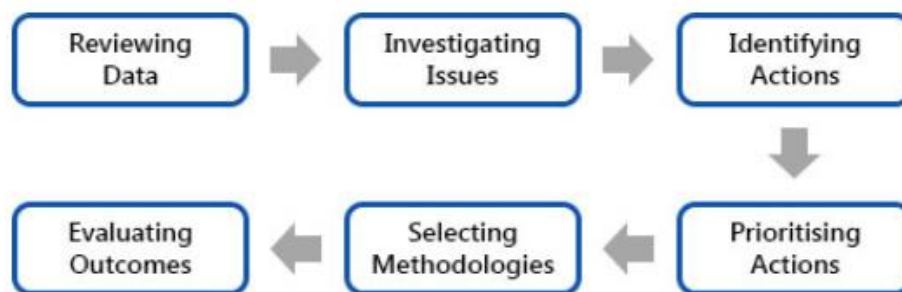 Reviewing
Data
Investigating
Issues
Identifying
Actions
Prioritising
Actions
Selecting
Methodologies
Evaluating
Outcomes